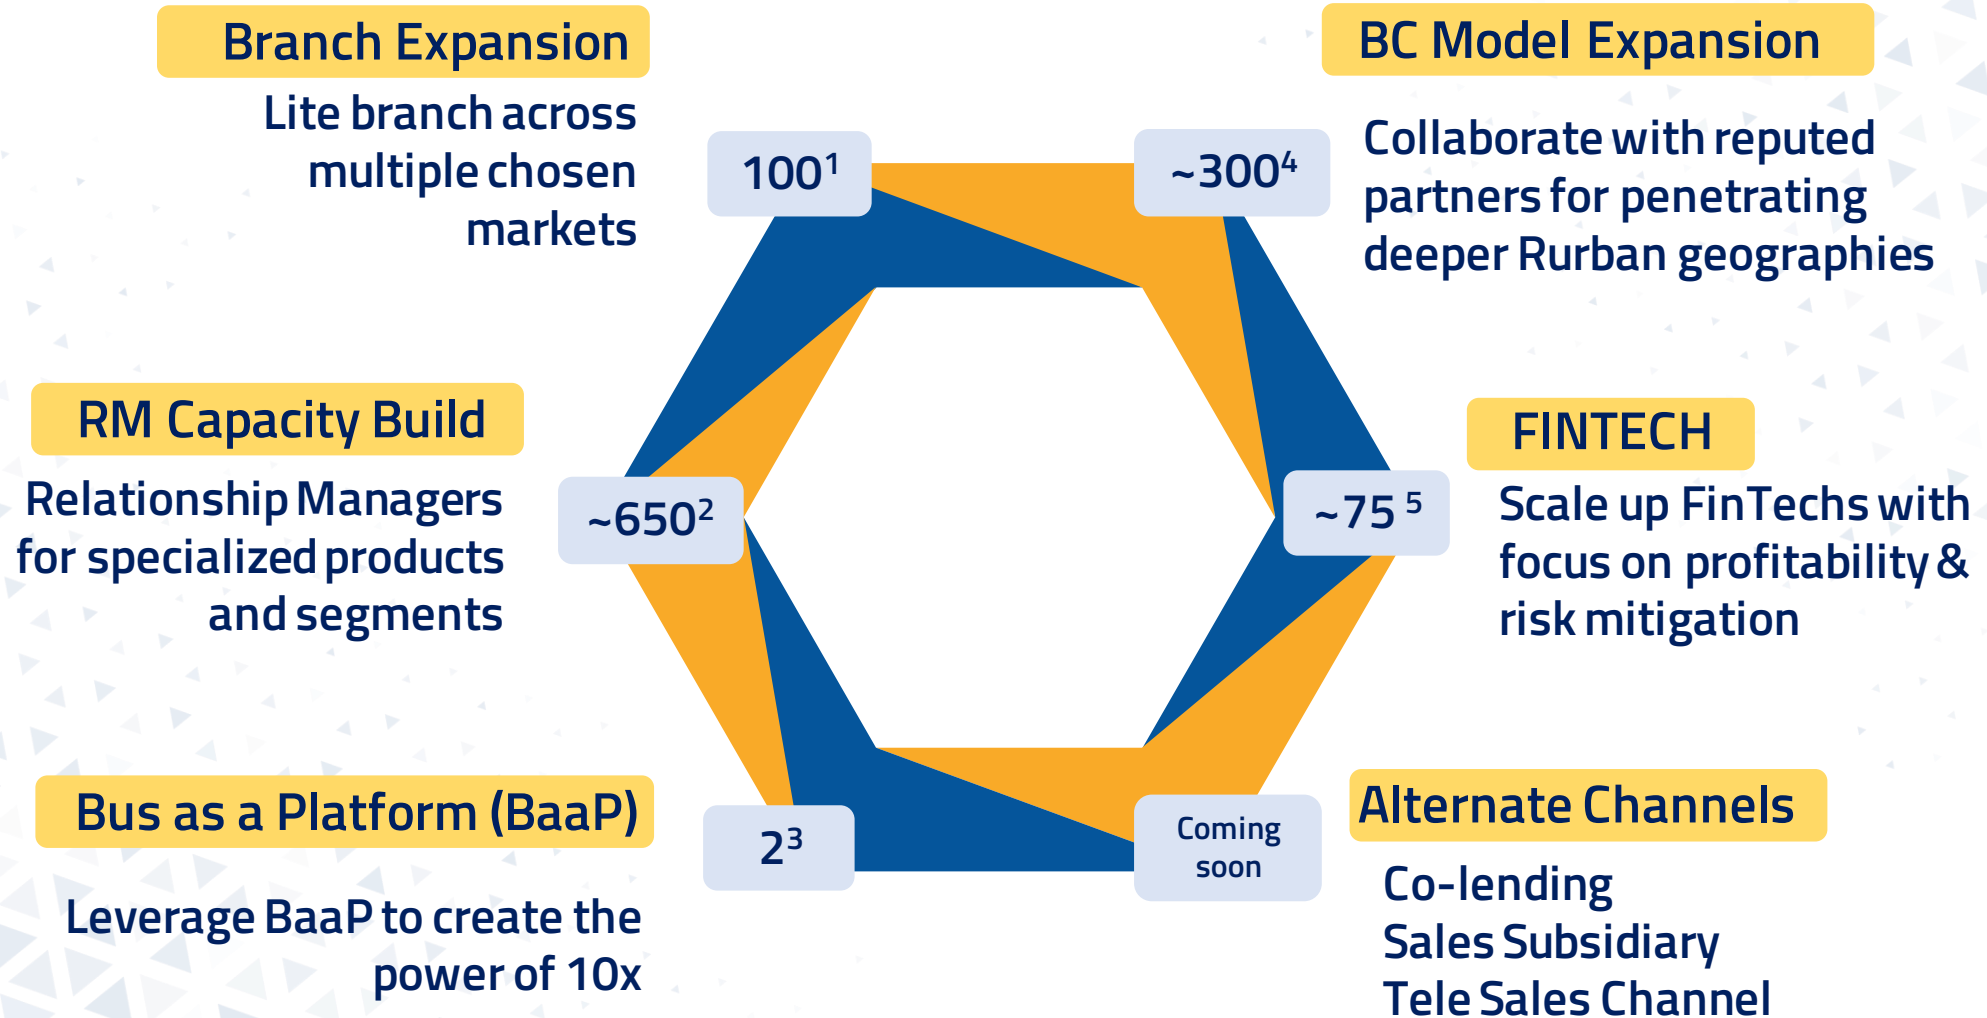 Branch Expansion
Lite branch across
multiple chosen
markets
100¹
BC Model Expansion
Collaborate with reputed
partners for penetrating
deeper Rurban geographies
~300⁴
RM Capacity Build
Relationship Managers
for specialized products
and segments
~650²
FINTECH
Scale up FinTechs with
focus on profitability &
risk mitigation
~75 ⁵
Bus as a Platform (BaaP)
Leverage BaaP to create the
power of 10x
2³
Alternate Channels
Co-lending
Sales Subsidiary
Tele Sales Channel
Coming
soon